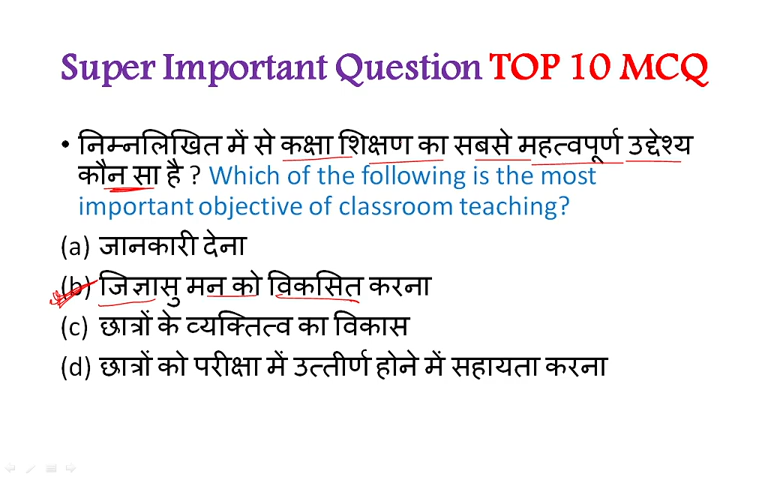 Super Important Question TOP 10 MCQ
• निम्नलिखित में से कक्षा शिक्षण का सबसे महत्वपूर्ण उद्देश्य
कौन सा है ? Which of the following is the most
important objective of classroom teaching?
(a) जानकारी देना
(b) जिज्ञासु मन को विकसित करना
(c) छात्रों के व्यक्तित्व का विकास
(d) छात्रों को परीक्षा में उत्तीर्ण होने में सहायता करना